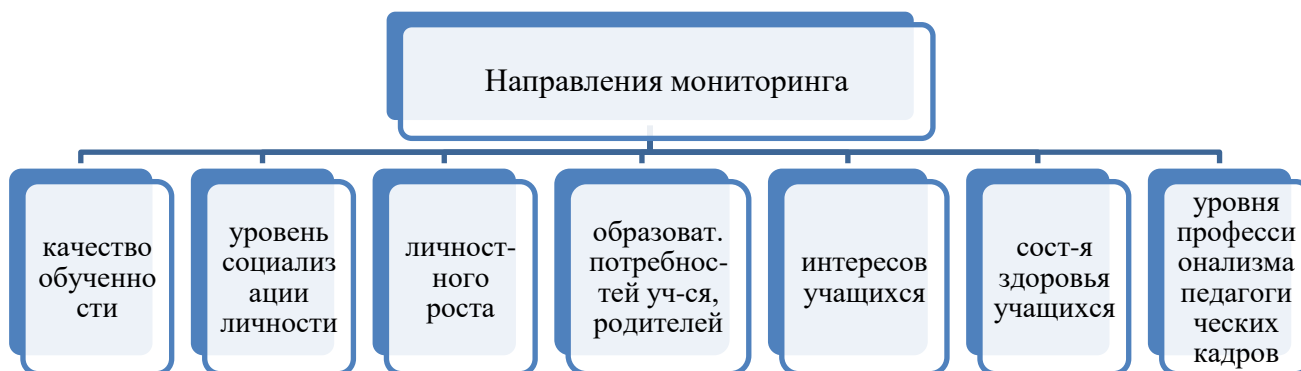 Направления мониторинга
качество
обученно
сти
уровень
социализ
ации
личности
личност-
ного
роста
образоват.
потребнос-
тей уч-ся,
родителей
интересов
учащихся
сост-я
здоровья
учащихся
уровня
професси
онализма
педагоги
ческих
кадров